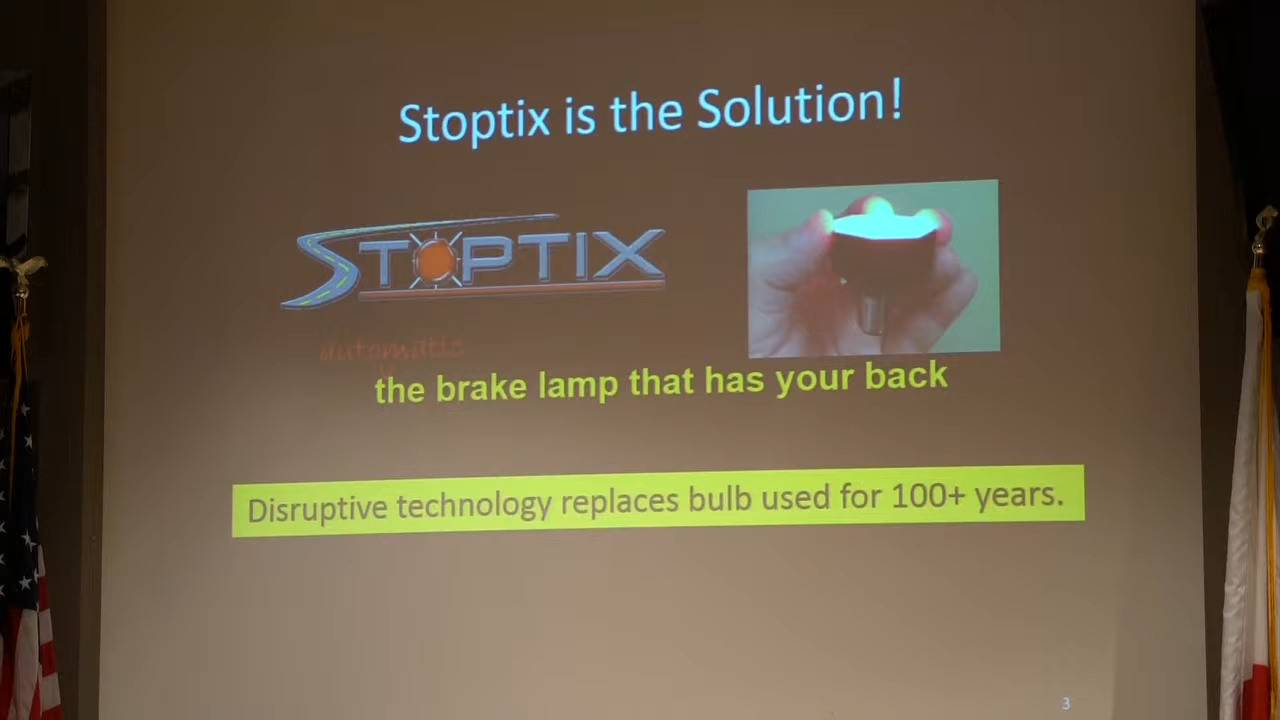 Stoptix is the Solution!
STOPTIX
automatic
the brake lamp that has your back
Disruptive technology replaces bulb used for 100+ years.
3